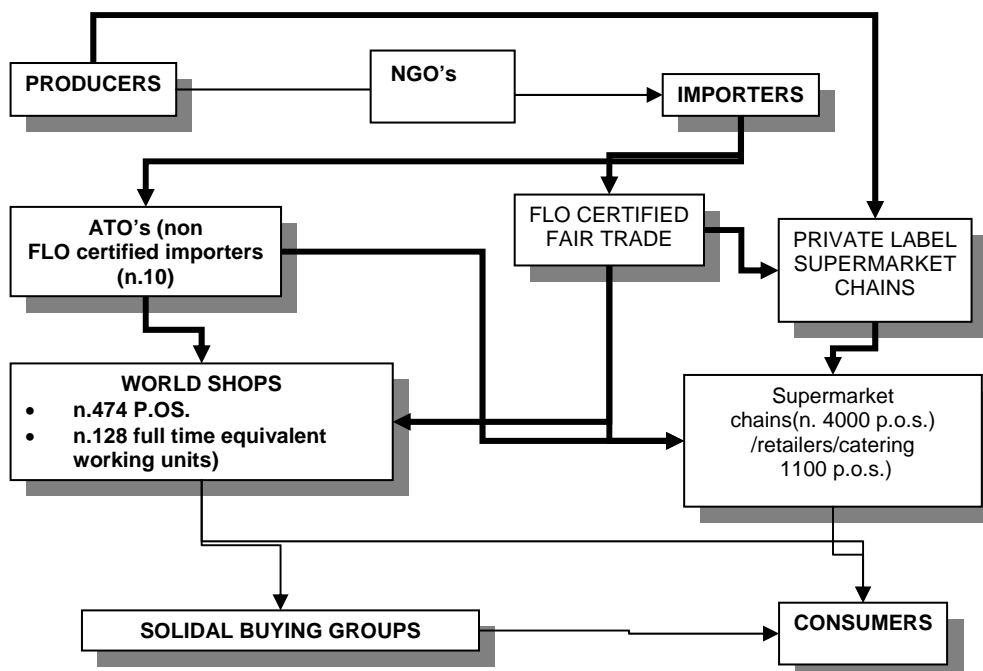 PRODUCERS
NGO's
IMPORTERS
ATO's (non
FLO certified importers
(n.10)
FLO CERTIFIED
FAIR TRADE
PRIVATE LABEL
SUPERMARKET
CHAINS
WORLD SHOPS
• n.474 P.OS.
• n.128 full time equivalent
working units)
Supermarket
chains(n. 4000 p.o.s.)
/retailers/catering
1100 p.o.s.)
SOLIDAL BUYING GROUPS
CONSUMERS